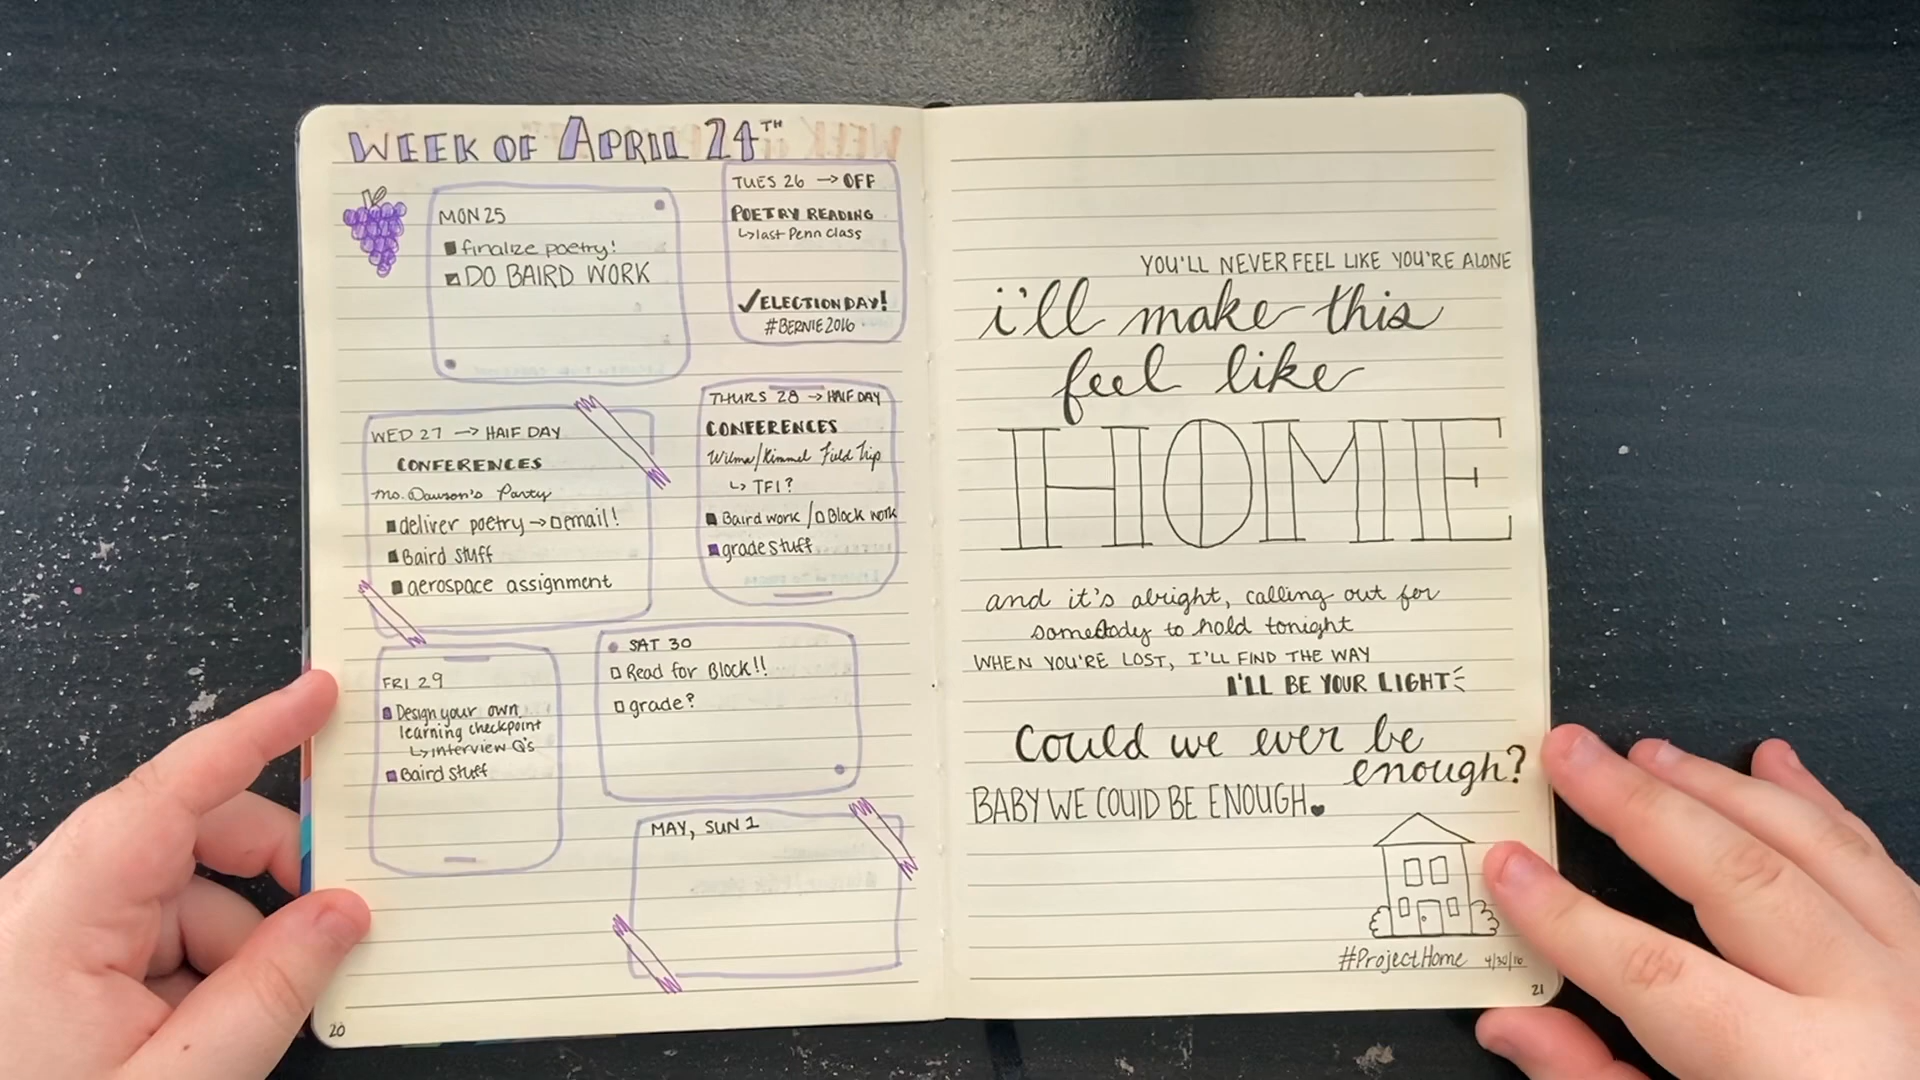 WEEK OF APRIL 24TH
MON 25
finalize poetry!
DO BAIRD WORK
TUES 26 → OFF
POETRY READING
↳ last Penn class
✓ELECTION DAY!
#BERNIE2016
WED 27 → HALF DAY
CONFERENCES
Ms. Dawson's Party
deliver poetry → □ email!
Baird stuff
aerospace assignment
THURS 28 → HALF DAY
CONFERENCES
Wilma/Kimmel Field Trip
↳ TFI?
Baird work / □ Block work
grade stuff
FRI 29
Design your own
learning checkpoint
↳ interview Q's
Baird stuff
SAT 30
□ Read for Block!!
□ grade?
MAY, SUN 1
20
YOU'LL NEVER FEEL LIKE YOU'RE ALONE
i'll make this
feel like
HOME
and it's alright, calling out for
somebody to hold tonight
WHEN YOU'RE LOST, I'LL FIND THE WAY
I'LL BE YOUR LIGHT
Could we ever be
enough?
BABY WE COULD BE ENOUGH.
#ProjectHome 4/30/16
21